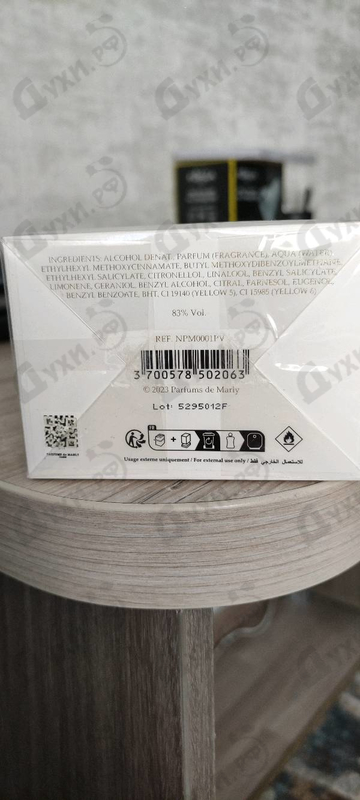 INGREDIENTS: ALCOHOL DENAT., PARFUM (FRAGRANCE), AQUA (WATER),
ETHYLHEXYL METHOXYCINNAMATE, BUTYL METHOXYDIBENZOYLMETHANE,
ETHYLHEXYL SALICYLATE, CITRONELLOL, LINALOOL, BENZYL SALICYLATE,
LIMONENE, GERANIOL, BENZYL ALCOHOL, CITRAL, FARNESOL, EUGENOL,
BENZYL BENZOATE, BHT, CI 19140 (YELLOW 5), CI 15985 (YELLOW 6).
83% Vol.
REF. NPM0001PV
3 700578 502063
© 2023 Parfums de Marly
Lot: 5295012F
FR
Usage externe uniquement / For external use only / للاستعمال الخارجي فقط
духи.рф